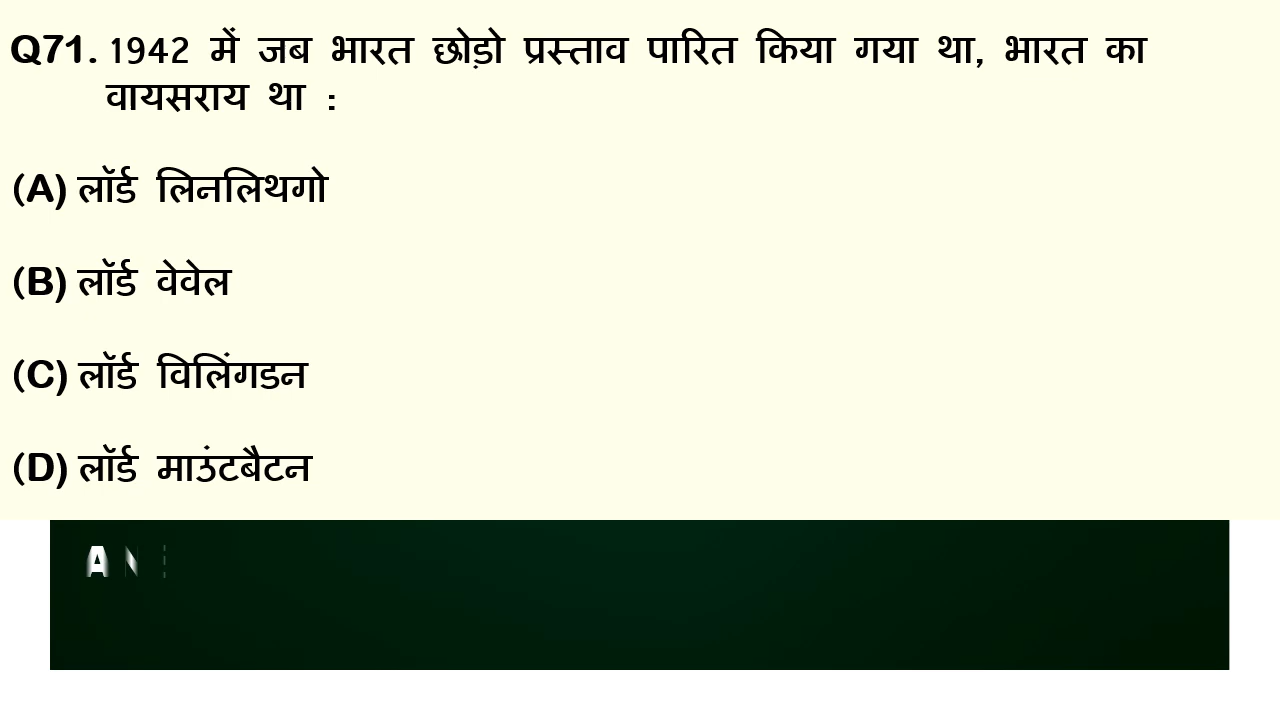 Q71. 1942 में जब भारत छोड़ो प्रस्ताव पारित किया गया था, भारत का
वायसराय था :
(A) लॉर्ड लिनलिथगो
(B) लॉर्ड वेवेल
(C) लॉर्ड विलिंगडन
(D) लॉर्ड माउंटबैटन